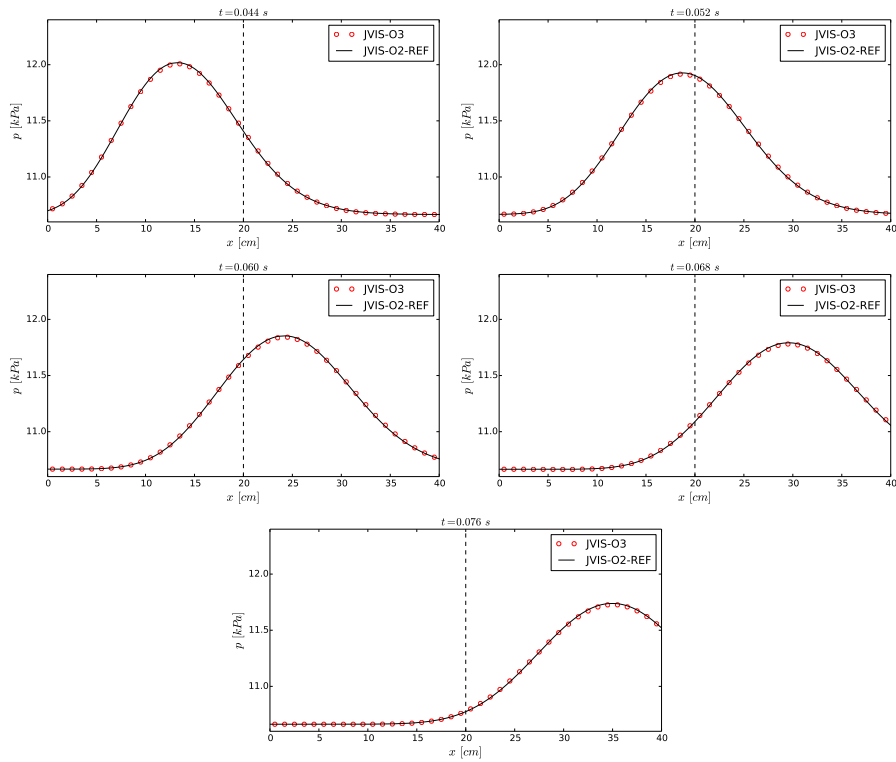 t=0.044 s
JVIS-O3
JVIS-O2-REF
12.0
11.5
11.0
p [kPa]
0 5 10 15 20 25 30 35 40
x [cm]
t=0.052 s
JVIS-O3
JVIS-O2-REF
12.0
11.5
11.0
p [kPa]
0 5 10 15 20 25 30 35 40
x [cm]
t=0.060 s
JVIS-O3
JVIS-O2-REF
12.0
11.5
11.0
p [kPa]
0 5 10 15 20 25 30 35 40
x [cm]
t=0.068 s
JVIS-O3
JVIS-O2-REF
12.0
11.5
11.0
p [kPa]
0 5 10 15 20 25 30 35 40
x [cm]
t=0.076 s
JVIS-O3
JVIS-O2-REF
12.0
11.5
11.0
p [kPa]
0 5 10 15 20 25 30 35 40
x [cm]